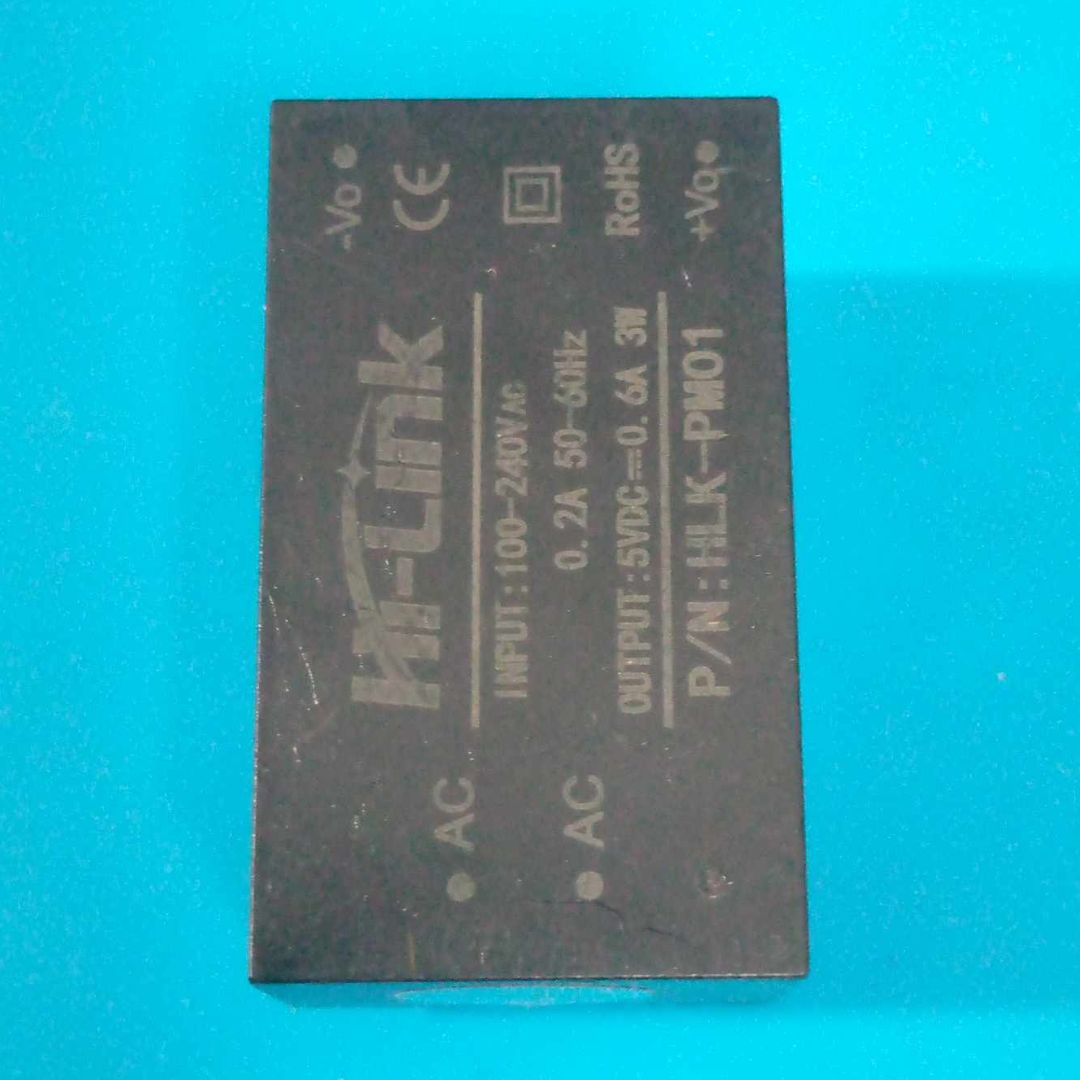 Hi-Link
INPUT:100-240VAC
0.2A 50-60Hz
OUTPUT:5VDC⎓0.6A 3W
P/N:HLK-PM01
AC
AC
-Vo
CE
RoHS
+Vo